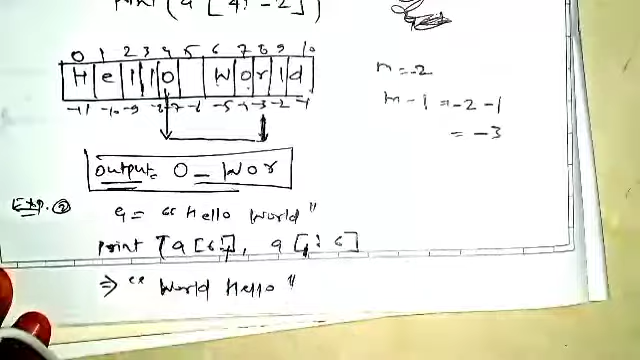 print (a [4: -2])
0 1 2 3 4 5 6 7 8 9 10
H e l l o W o r l d
-11 -10 -9 -8 -7 -6 -5 -4 -3 -2 -1
n = -2
n - 1 = -2 - 1
= -3
output = o _ wor
Exp. ②
a = "Hello World"
print (a [6:], a [: 6]
⇒ "World Hello"